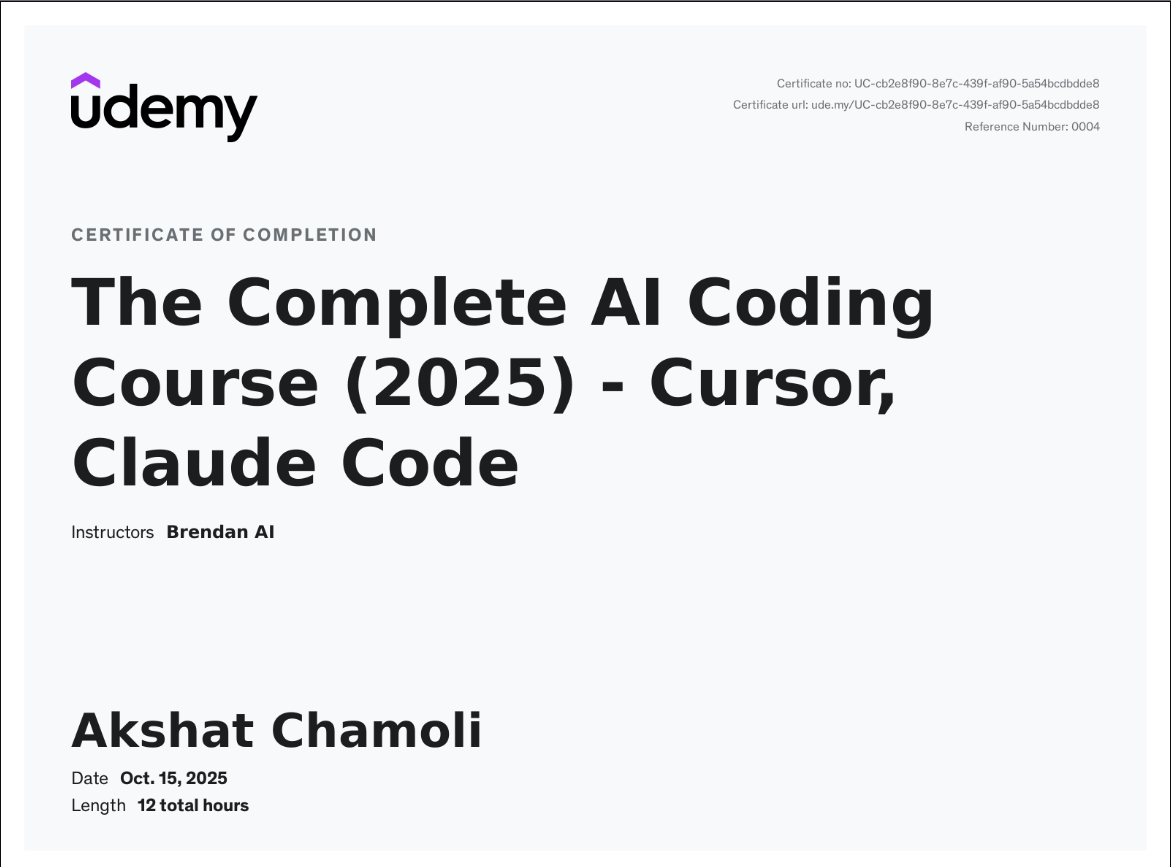 udemy
Certificate no: UC-cb2e8f90-8e7c-439f-af90-5a54bcdbdde8
Certificate url: ude.my/UC-cb2e8f90-8e7c-439f-af90-5a54bcdbdde8
Reference Number: 0004
CERTIFICATE OF COMPLETION
The Complete AI Coding
Course (2025) - Cursor,
Claude Code
Instructors Brendan AI
Akshat Chamoli
Date Oct. 15, 2025
Length 12 total hours